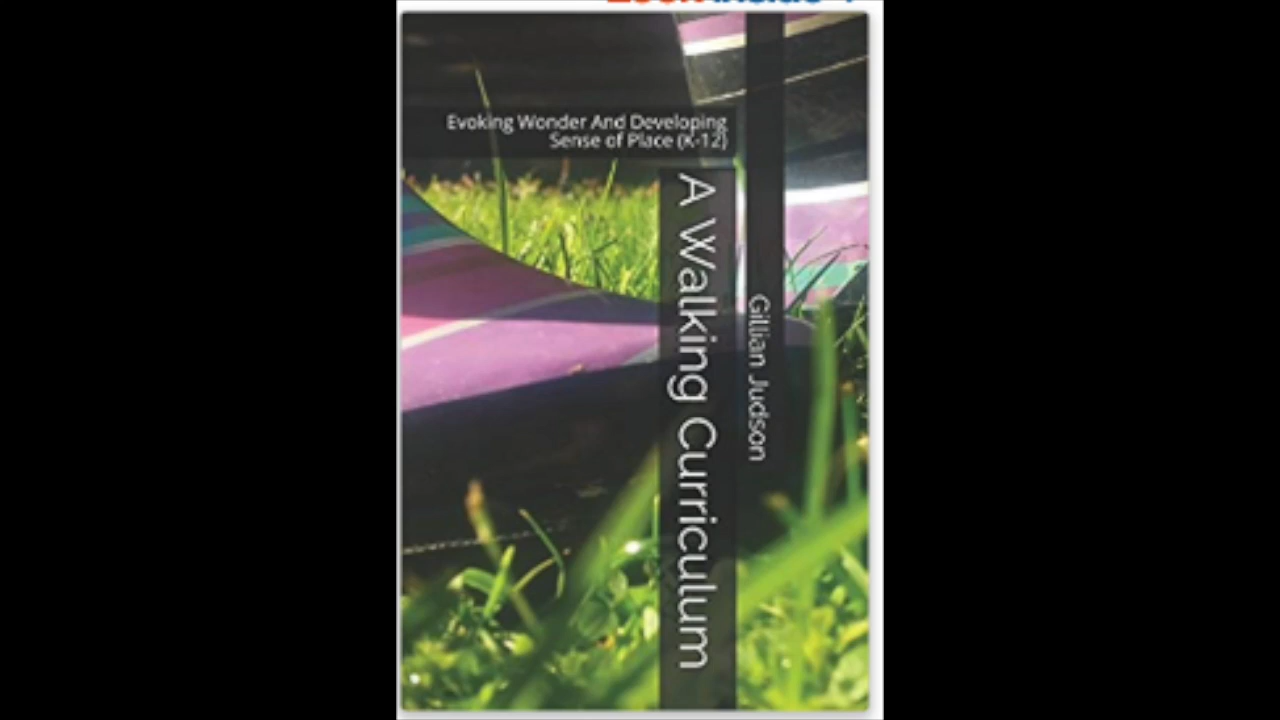 Evoking Wonder And Developing
Sense of Place (K-12)
A Walking Curriculum
Gillian Judson